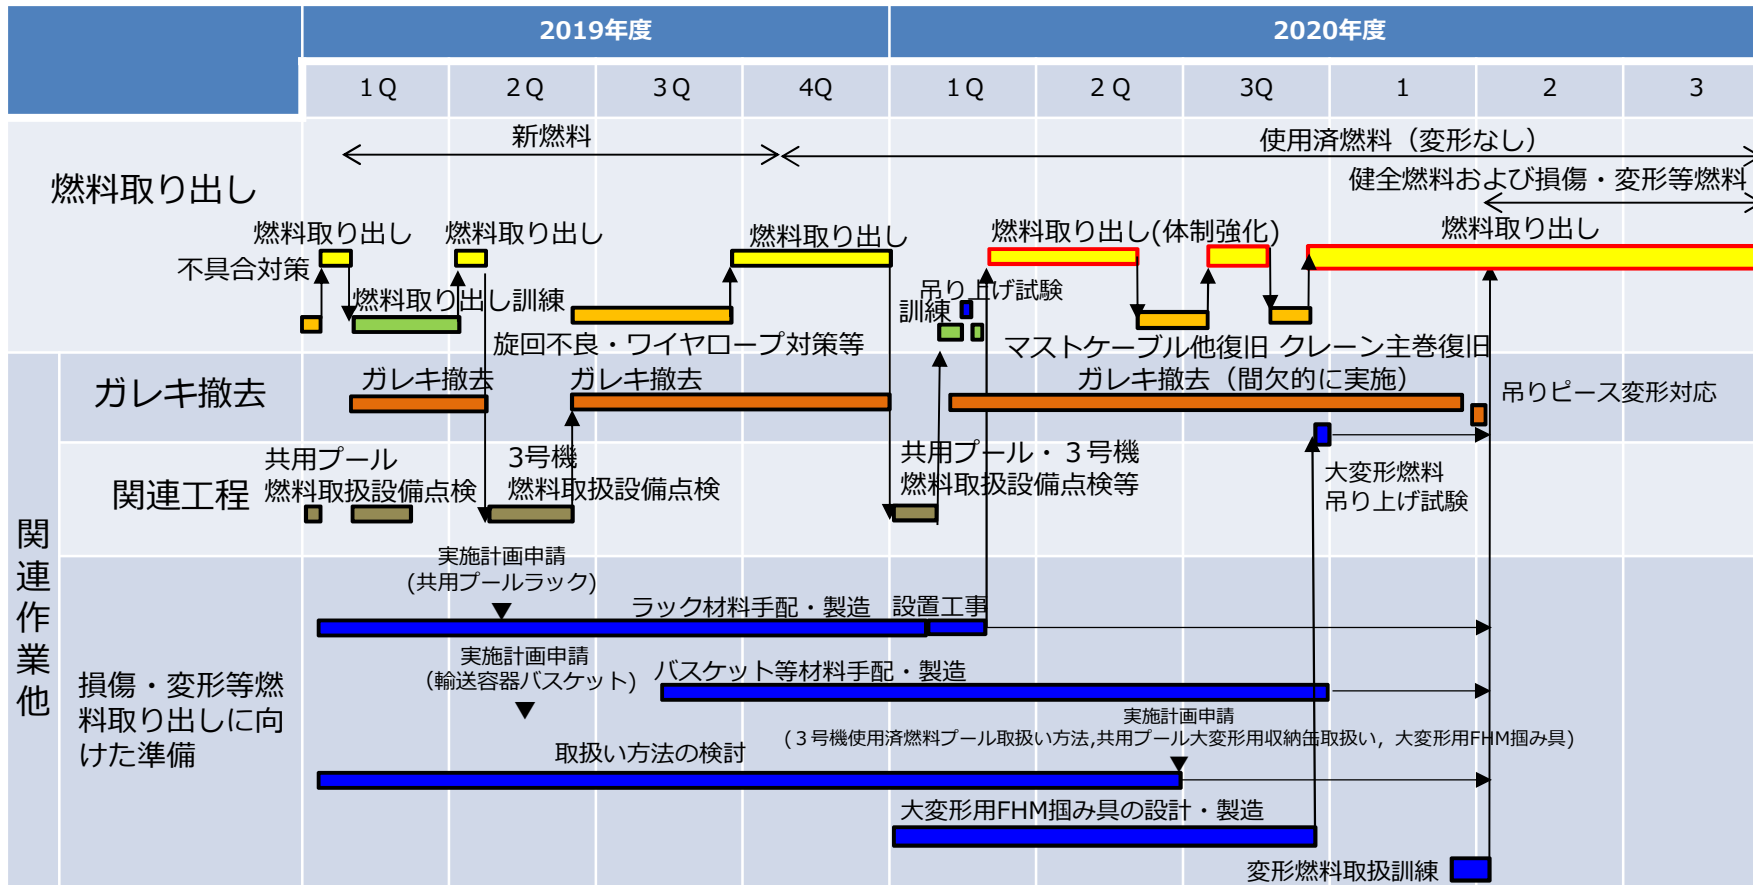 2019年度
2020年度
1Q
2Q
3Q
4Q
1Q
2Q
3Q
1
2
3
燃料取り出し
新燃料
使用済燃料（変形なし）
健全燃料および損傷・変形等燃料
燃料取り出し
燃料取り出し
燃料取り出し
燃料取り出し(体制強化)
燃料取り出し
不具合対策
燃料取り出し訓練
旋回不良・ワイヤロープ対策等
吊り上げ試験
訓練
マストケーブル他復旧
クレーン主巻復旧
関連作業他
ガレキ撤去
ガレキ撤去
ガレキ撤去
ガレキ撤去（間欠的に実施）
吊りピース変形対応
関連工程
共用プール
燃料取扱設備点検
3号機
燃料取扱設備点検
共用プール・３号機
燃料取扱設備点検等
大変形燃料
吊り上げ試験
損傷・変形等燃
料取り出しに向
けた準備
実施計画申請
(共用プールラック)
ラック材料手配・製造
設置工事
実施計画申請
(輸送容器バスケット)
バスケット等材料手配・製造
実施計画申請
(３号機使用済燃料プール取扱い方法,共用プール大変形用収納缶取扱い，大変形用FHM掴み具)
取扱い方法の検討
大変形用FHM掴み具の設計・製造
変形燃料取扱訓練